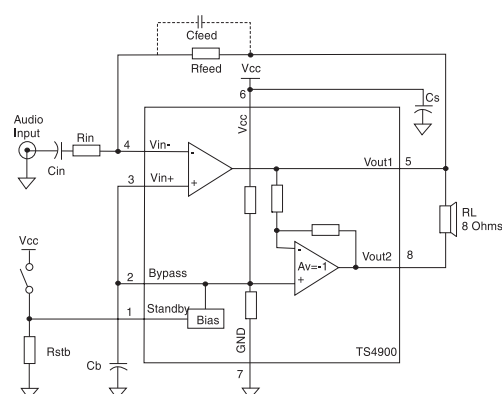 Cfeed
Rfeed
Vcc
6
Cs
Vcc
Audio
Input
Rin
Cin
4
Vin-
-
3
Vin+
+
Vout1
5
RL
8 Ohms
Vcc
-
Av=-1
+
Vout2
8
2
Bypass
1
Standby
Bias
Rstb
Cb
GND
TS4900
7